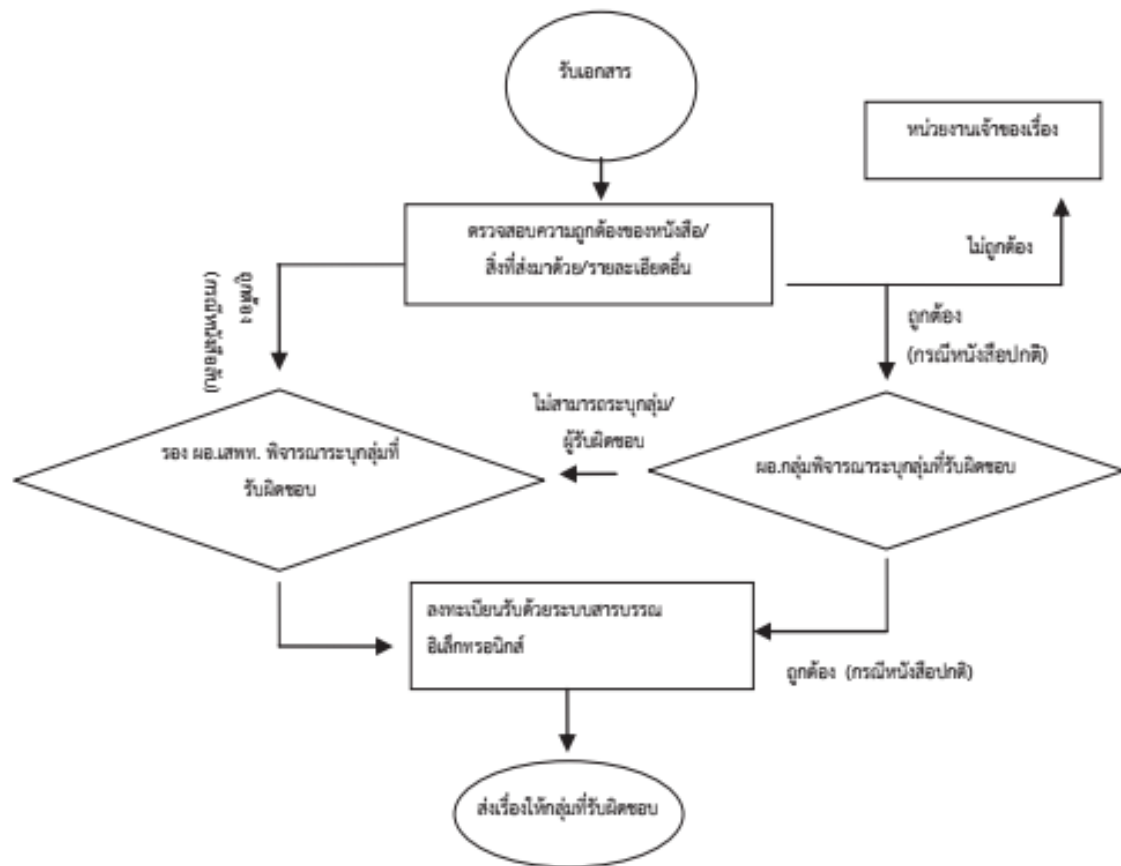 รับเอกสาร
หน่วยงานเจ้าของเรื่อง
ตรวจสอบความถูกต้องของหนังสือ/
สิ่งที่ส่งมาด้วย/รายละเอียดอื่น
ไม่ถูกต้อง
ถูกต้อง
(กรณีหนังสือลับ)
ถูกต้อง
(กรณีหนังสือปกติ)
ไม่สามารถระบุกลุ่ม/
ผู้รับผิดชอบ
รอง ผอ.เสพท. พิจารณาระบุกลุ่มที่
รับผิดชอบ
ผอ.กลุ่มพิจารณาระบุกลุ่มที่รับผิดชอบ
ลงทะเบียนรับด้วยระบบสารบรรณ
อิเล็กทรอนิกส์
ถูกต้อง (กรณีหนังสือปกติ)
ส่งเรื่องให้กลุ่มที่รับผิดชอบ